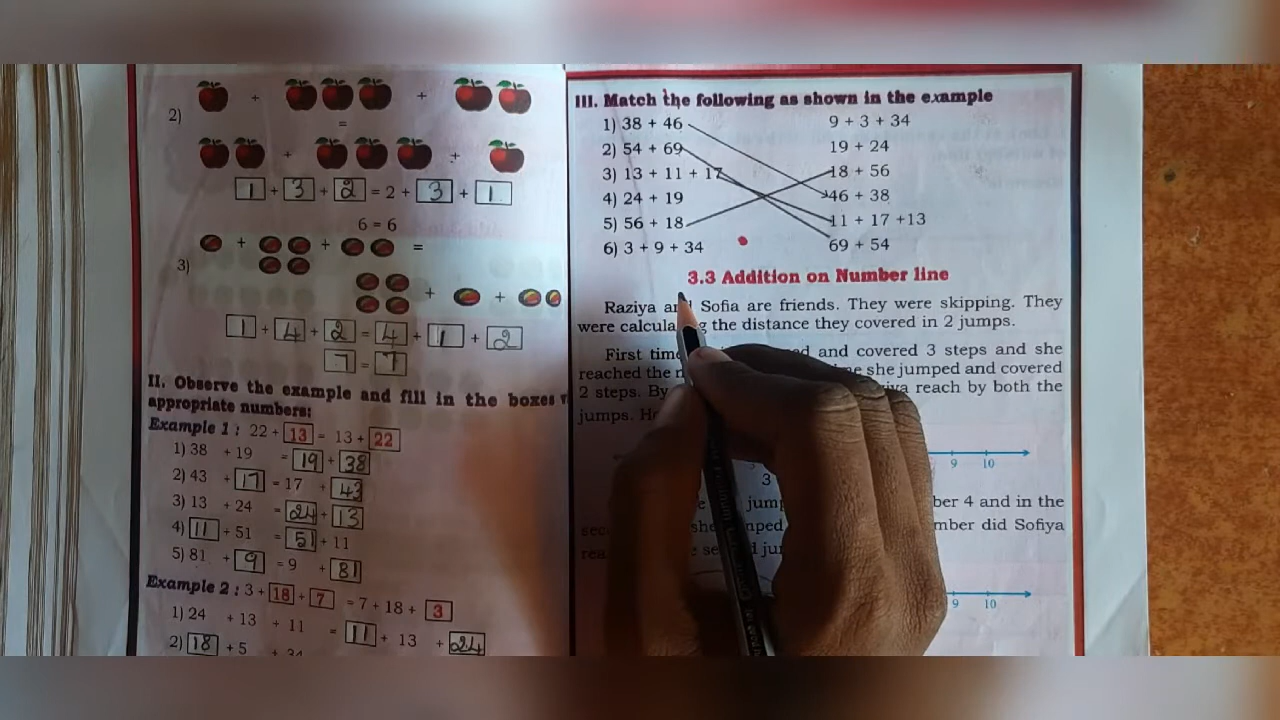 2)
+ +
=
+ +
1 + 3 + 2 = 2 + 3 + 1
6 = 6
+ + =
3)
+ +
1 + 4 + 2 = 4 + 1 + 2
7 = 7
II. Observe the example and fill in the boxes
appropriate numbers:
Example 1 : 22 + 13 = 13 + 22
1) 38 + 19 = 19 + 38
2) 43 + 17 = 17 + 43
3) 13 + 24 = 24 + 13
4) 11 + 51 = 51 + 11
5) 81 + 9 = 9 + 81
Example 2 : 3 + 18 + 7 = 7 + 18 + 3
1) 24 + 13 + 11 = 11 + 13 + 24
2) 18 + 5 + 34
III. Match the following as shown in the example
1) 38 + 46 9 + 3 + 34
2) 54 + 69 19 + 24
3) 13 + 11 + 17 18 + 56
4) 24 + 19 46 + 38
5) 56 + 18 11 + 17 +13
6) 3 + 9 + 34 69 + 54
3.3 Addition on Number line
Raziya and Sofia are friends. They were skipping. They
were calculating the distance they covered in 2 jumps.
First time and covered 3 steps and she
reached the she jumped and covered
2 steps. By reach by both the
jumps.
9 10
3
jump ber 4 and in the
she mber did Sofiya
9 10